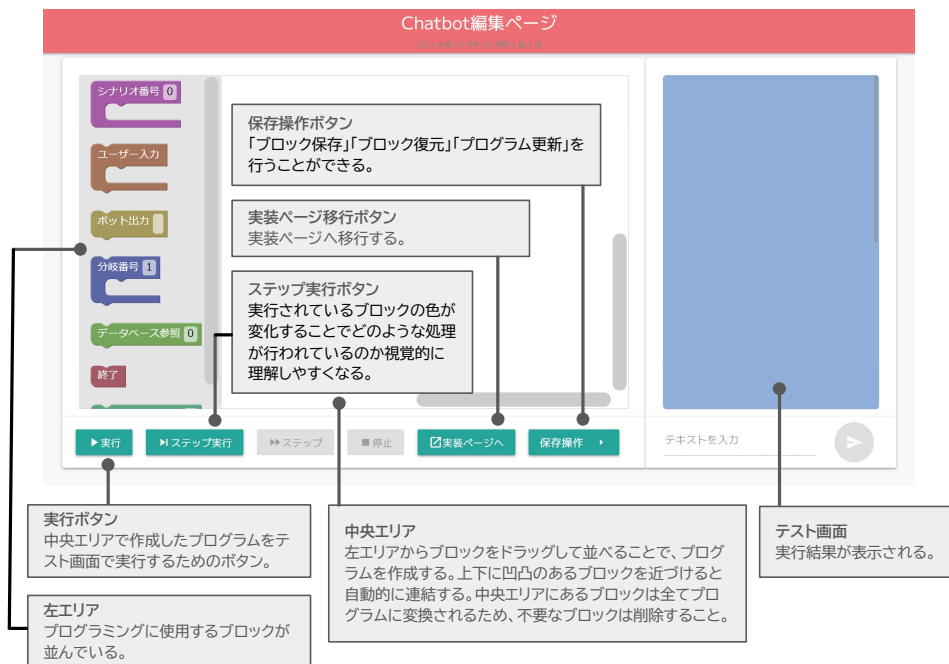 Chatbot編集ページ
シナリオ番号 0
ユーザー入力
ボット出力
分岐番号 1
データベース参照 0
終了
保存操作ボタン
「ブロック保存」「ブロック復元」「プログラム更新」を
行うことができる。
実装ページ移行ボタン
実装ページへ移行する。
ステップ実行ボタン
実行されているブロックの色が
変化することでどのような処理
が行われているのか視覚的に
理解しやすくなる。
実行
ステップ実行
ステップ
停止
実装ページへ
保存操作
テキストを入力
実行ボタン
中央エリアで作成したプログラムをテ
スト画面で実行するためのボタン。
左エリア
プログラミングに使用するブロックが
並んでいる。
中央エリア
左エリアからブロックをドラッグして並べることで、プログ
ラムを作成する。上下に凹凸のあるブロックを近づけると
自動的に連結する。中央エリアにあるブロックは全てプロ
グラムに変換されるため、不要なブロックは削除すること。
テスト画面
実行結果が表示される。